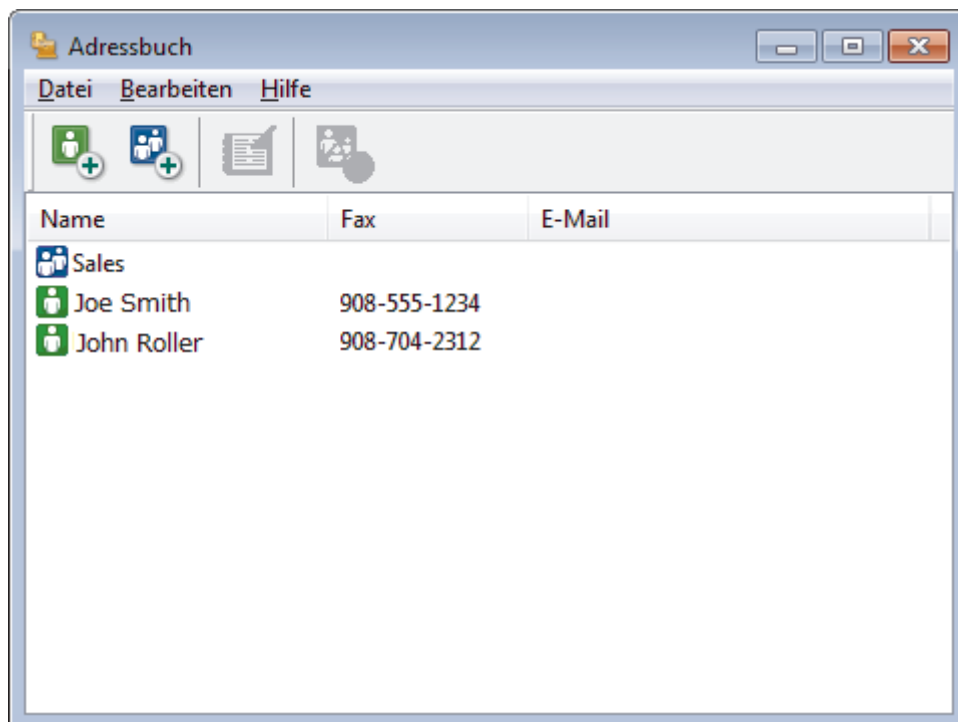 Adressbuch
Datei Bearbeiten Hilfe
Name Fax E-Mail
Sales
Joe Smith 908-555-1234
John Roller 908-704-2312